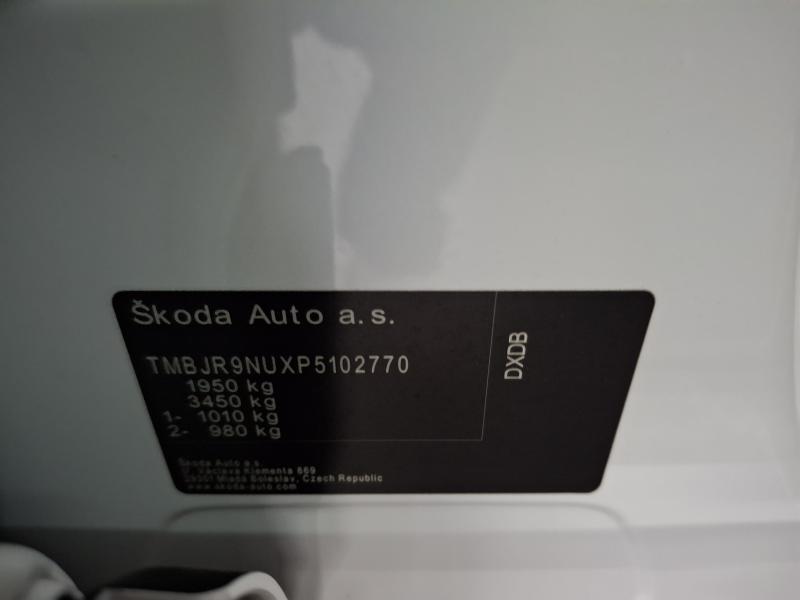 Škoda Auto a.s.
TMBJR9NUXP5102770
1950 kg
3450 kg
1- 1010 kg
2- 980 kg
DXDB
Škoda Auto a.s.
tř. Václava Klementa 869
29301 Mladá Boleslav, Czech Republic
www.skoda-auto.com